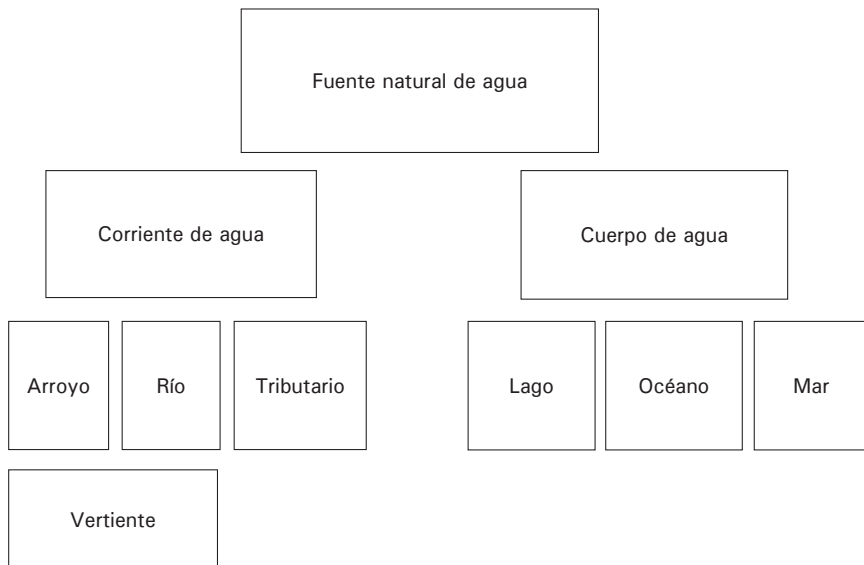 Fuente natural de agua
Corriente de agua
Cuerpo de agua
Arroyo
Río
Tributario
Lago
Océano
Mar
Vertiente